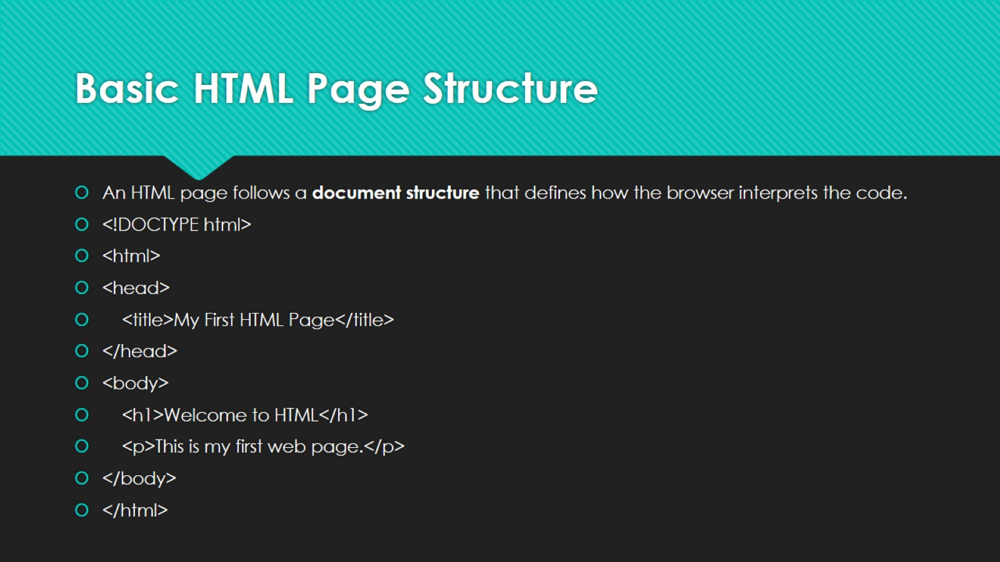 Basic HTML Page Structure
An HTML page follows a document structure that defines how the browser interprets the code.
<!DOCTYPE html>
<html>
<head>
    <title>My First HTML Page</title>
</head>
<body>
    <h1>Welcome to HTML</h1>
    <p>This is my first web page.</p>
</body>
</html>